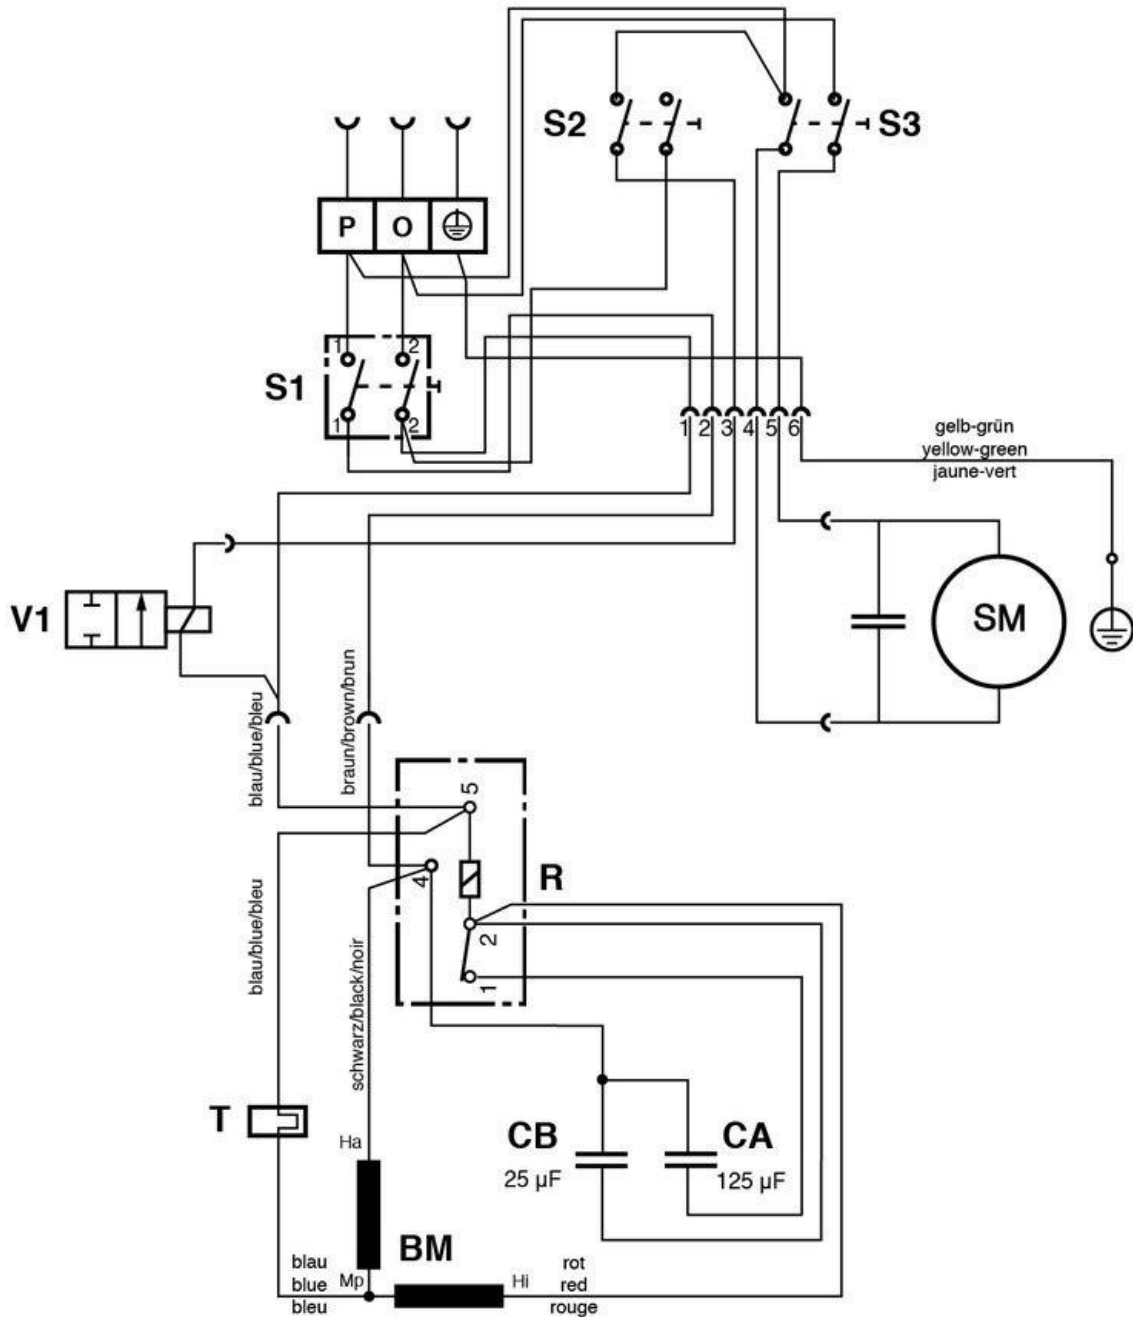 S2
S3
P O
1 2
S1
1 2
1 2 3 4 5 6
gelb-grün
yellow-green
jaune-vert
V1
SM
blau/blue/bleu
braun/brown/brun
5
4
R
2
1
blau/blue/bleu
schwarz/black/noir
T
Ha
CB
25 µF
CA
125 µF
BM
blau
blue
bleu
Mp
Hi
rot
red
rouge